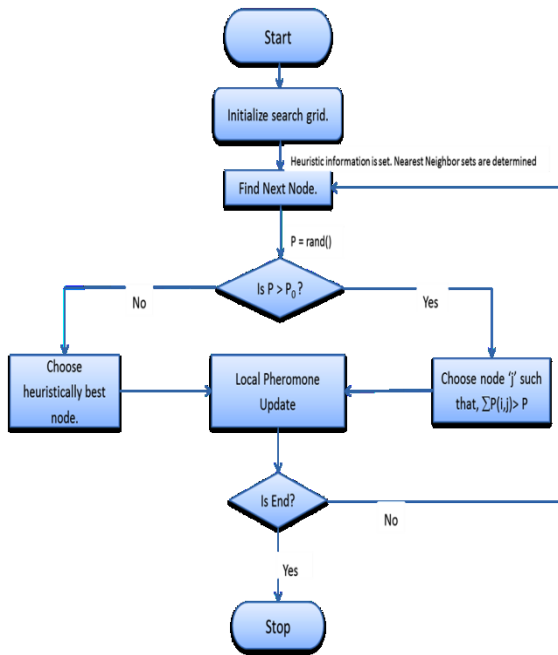 Start
Initialize search grid.
Heuristic information is set. Nearest Neighbor sets are determined
Find Next Node.
P = rand()
Is P > P₀?
No
Yes
Choose
heuristically best
node.
Local Pheromone
Update
Choose node ‘j’ such
that, ∑P(i,j)> P
Is End?
No
Yes
Stop